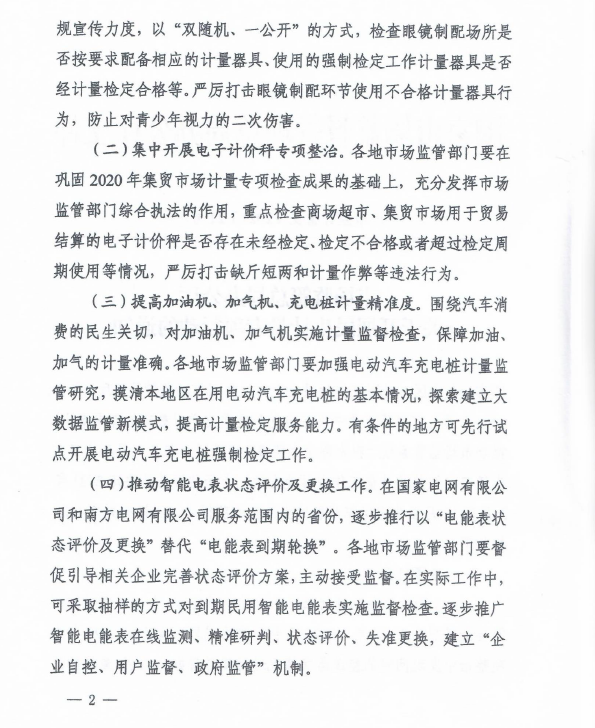 规宣传力度，以“双随机、一公开”的方式，检查眼镜制配场所是
否按要求配备相应的计量器具、使用的强制检定工作计量器具是否
经计量检定合格等。严厉打击眼镜制配环节使用不合格计量器具行
为，防止对青少年视力的二次伤害。
（二）集中开展电子计价秤专项整治。各地市场监管部门要在
巩固 2020 年集贸市场计量专项检查成果的基础上，充分发挥市场
监管部门综合执法的作用，重点检查商场超市、集贸市场用于贸易
结算的电子计价秤是否存在未经检定、检定不合格或者超过检定周
期使用等情况，严厉打击缺斤短两和计量作弊等违法行为。
（三）提高加油机、加气机、充电桩计量精准度。围绕汽车消
费的民生关切，对加油机、加气机实施计量监督检查，保障加油、
加气的计量准确。各地市场监管部门要加强电动汽车充电桩计量监
管研究，摸清本地区在用电动汽车充电桩的基本情况，探索建立大
数据监管新模式，提高计量检定服务能力。有条件的地方可先行试
点开展电动汽车充电桩强制检定工作。
（四）推动智能电表状态评价及更换工作。在国家电网有限公
司和南方电网有限公司服务范围内的省份，逐步推行以“电能表状
态评价及更换”替代“电能表到期轮换”。各地市场监管部门要督
促引导相关企业完善状态评价方案，主动接受监督。在实际工作中，
可采取抽样的方式对到期民用智能电能表实施监督检查。逐步推广
智能电能表在线监测、精准研判、状态评价、失准更换，建立“企
业自控、用户监督、政府监管”机制。
— 2 —